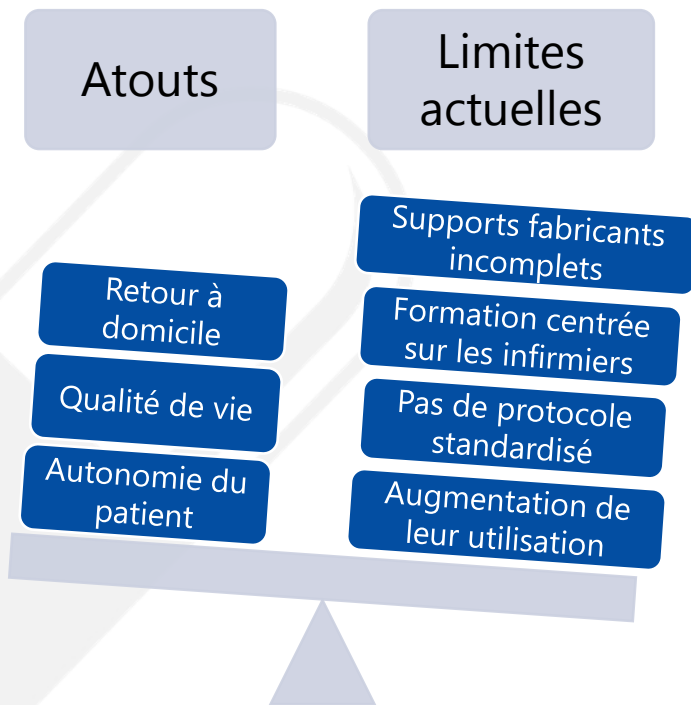 Atouts
Limites
actuelles
Retour à
domicile
Qualité de vie
Autonomie du
patient
Supports fabricants
incomplets
Formation centrée
sur les infirmiers
Pas de protocole
standardisé
Augmentation de
leur utilisation